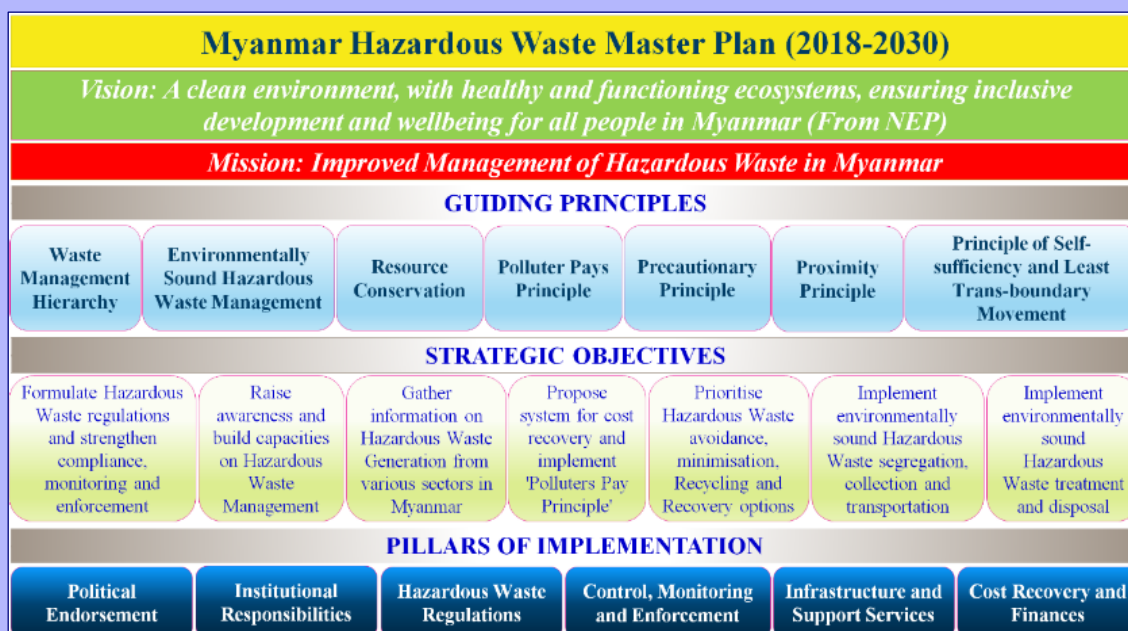 Myanmar Hazardous Waste Master Plan (2018-2030)
Vision: A clean environment, with healthy and functioning ecosystems, ensuring inclusive
development and wellbeing for all people in Myanmar (From NEP)
Mission: Improved Management of Hazardous Waste in Myanmar
GUIDING PRINCIPLES
Waste
Management
Hierarchy
Environmentally
Sound Hazardous
Waste Management
Resource
Conservation
Polluter Pays
Principle
Precautionary
Principle
Proximity
Principle
Principle of Self-
sufficiency and Least
Trans-boundary
Movement
STRATEGIC OBJECTIVES
Formulate Hazardous
Waste regulations
and strengthen
compliance,
monitoring and
enforcement
Raise
awareness and
build capacities
on Hazardous
Waste
Management
Gather
information on
Hazardous Waste
Generation from
various sectors in
Myanmar
Propose
system for cost
recovery and
implement
'Polluters Pay
Principle'
Prioritise
Hazardous Waste
avoidance,
minimisation,
Recycling and
Recovery options
Implement
environmentally
sound Hazardous
Waste segregation,
collection and
transportation
Implement
environmentally
sound
Hazardous
Waste treatment
and disposal
PILLARS OF IMPLEMENTATION
Political
Endorsement
Institutional
Responsibilities
Hazardous Waste
Regulations
Control, Monitoring
and Enforcement
Infrastructure and
Support Services
Cost Recovery and
Finances